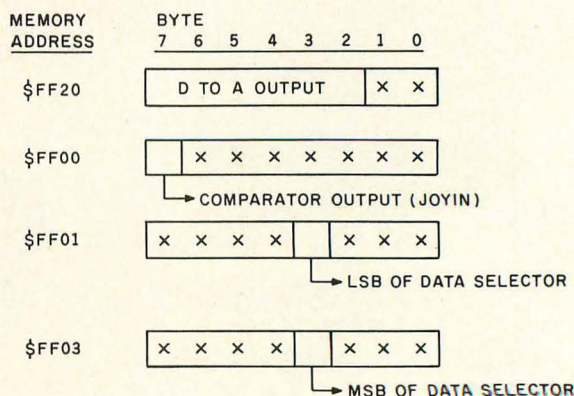 MEMORY ADDRESS
BYTE
7 6 5 4 3 2 1 0
$FF20 D TO A OUTPUT × ×
$FF00 × × × × × × ×
COMPARATOR OUTPUT (JOYIN)
$FF01 × × × × × × ×
LSB OF DATA SELECTOR
$FF03 × × × × × × ×
MSB OF DATA SELECTOR